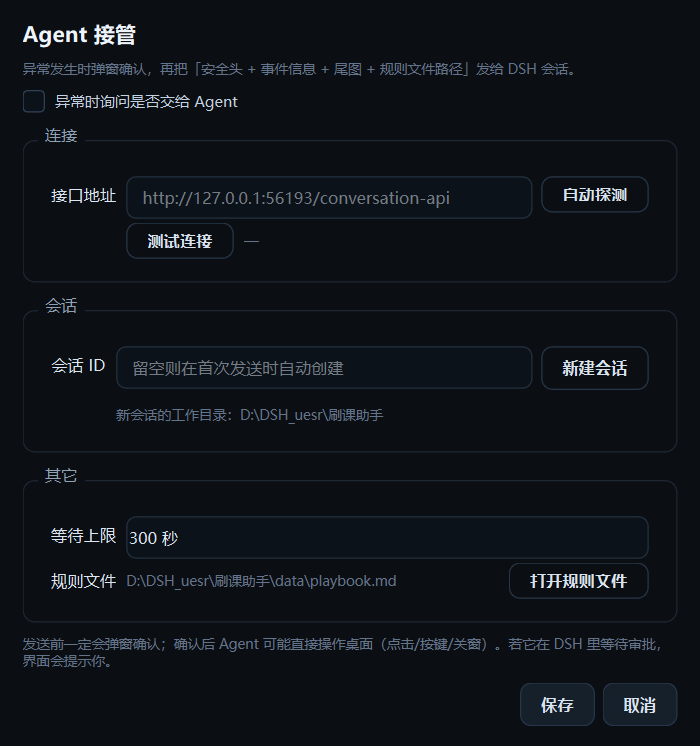 Agent 接管
异常发生时弹窗确认，再把「安全头 + 事件信息 + 尾图 + 规则文件路径」发给 DSH 会话。
异常时询问是否交给 Agent
连接
接口地址 http://127.0.0.1:56193/conversation-api 自动探测
测试连接 —
会话
会话 ID 留空则在首次发送时自动创建 新建会话
新会话的工作目录：D:\DSH_uesr\刷课助手
其它
等待上限 300 秒
规则文件 D:\DSH_uesr\刷课助手\data\playbook.md 打开规则文件
发送前一定会弹窗确认；确认后 Agent 可能直接操作桌面（点击/按键/关窗）。若它在 DSH 里等待审批，
界面会提示你。
保存 取消